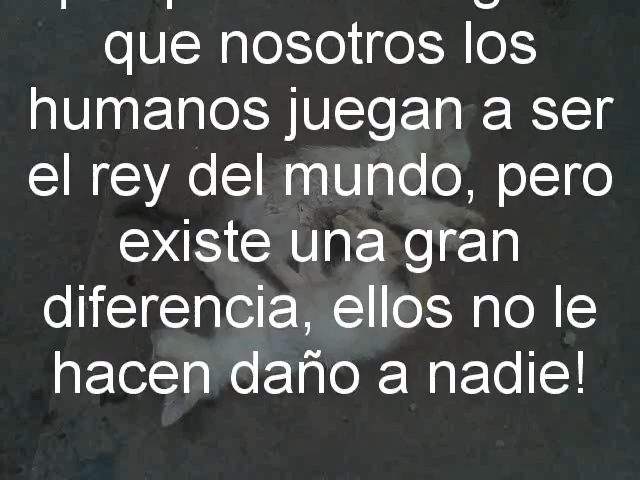 que nosotros los
humanos juegan a ser
el rey del mundo, pero
existe una gran
diferencia, ellos no le
hacen daño a nadie!